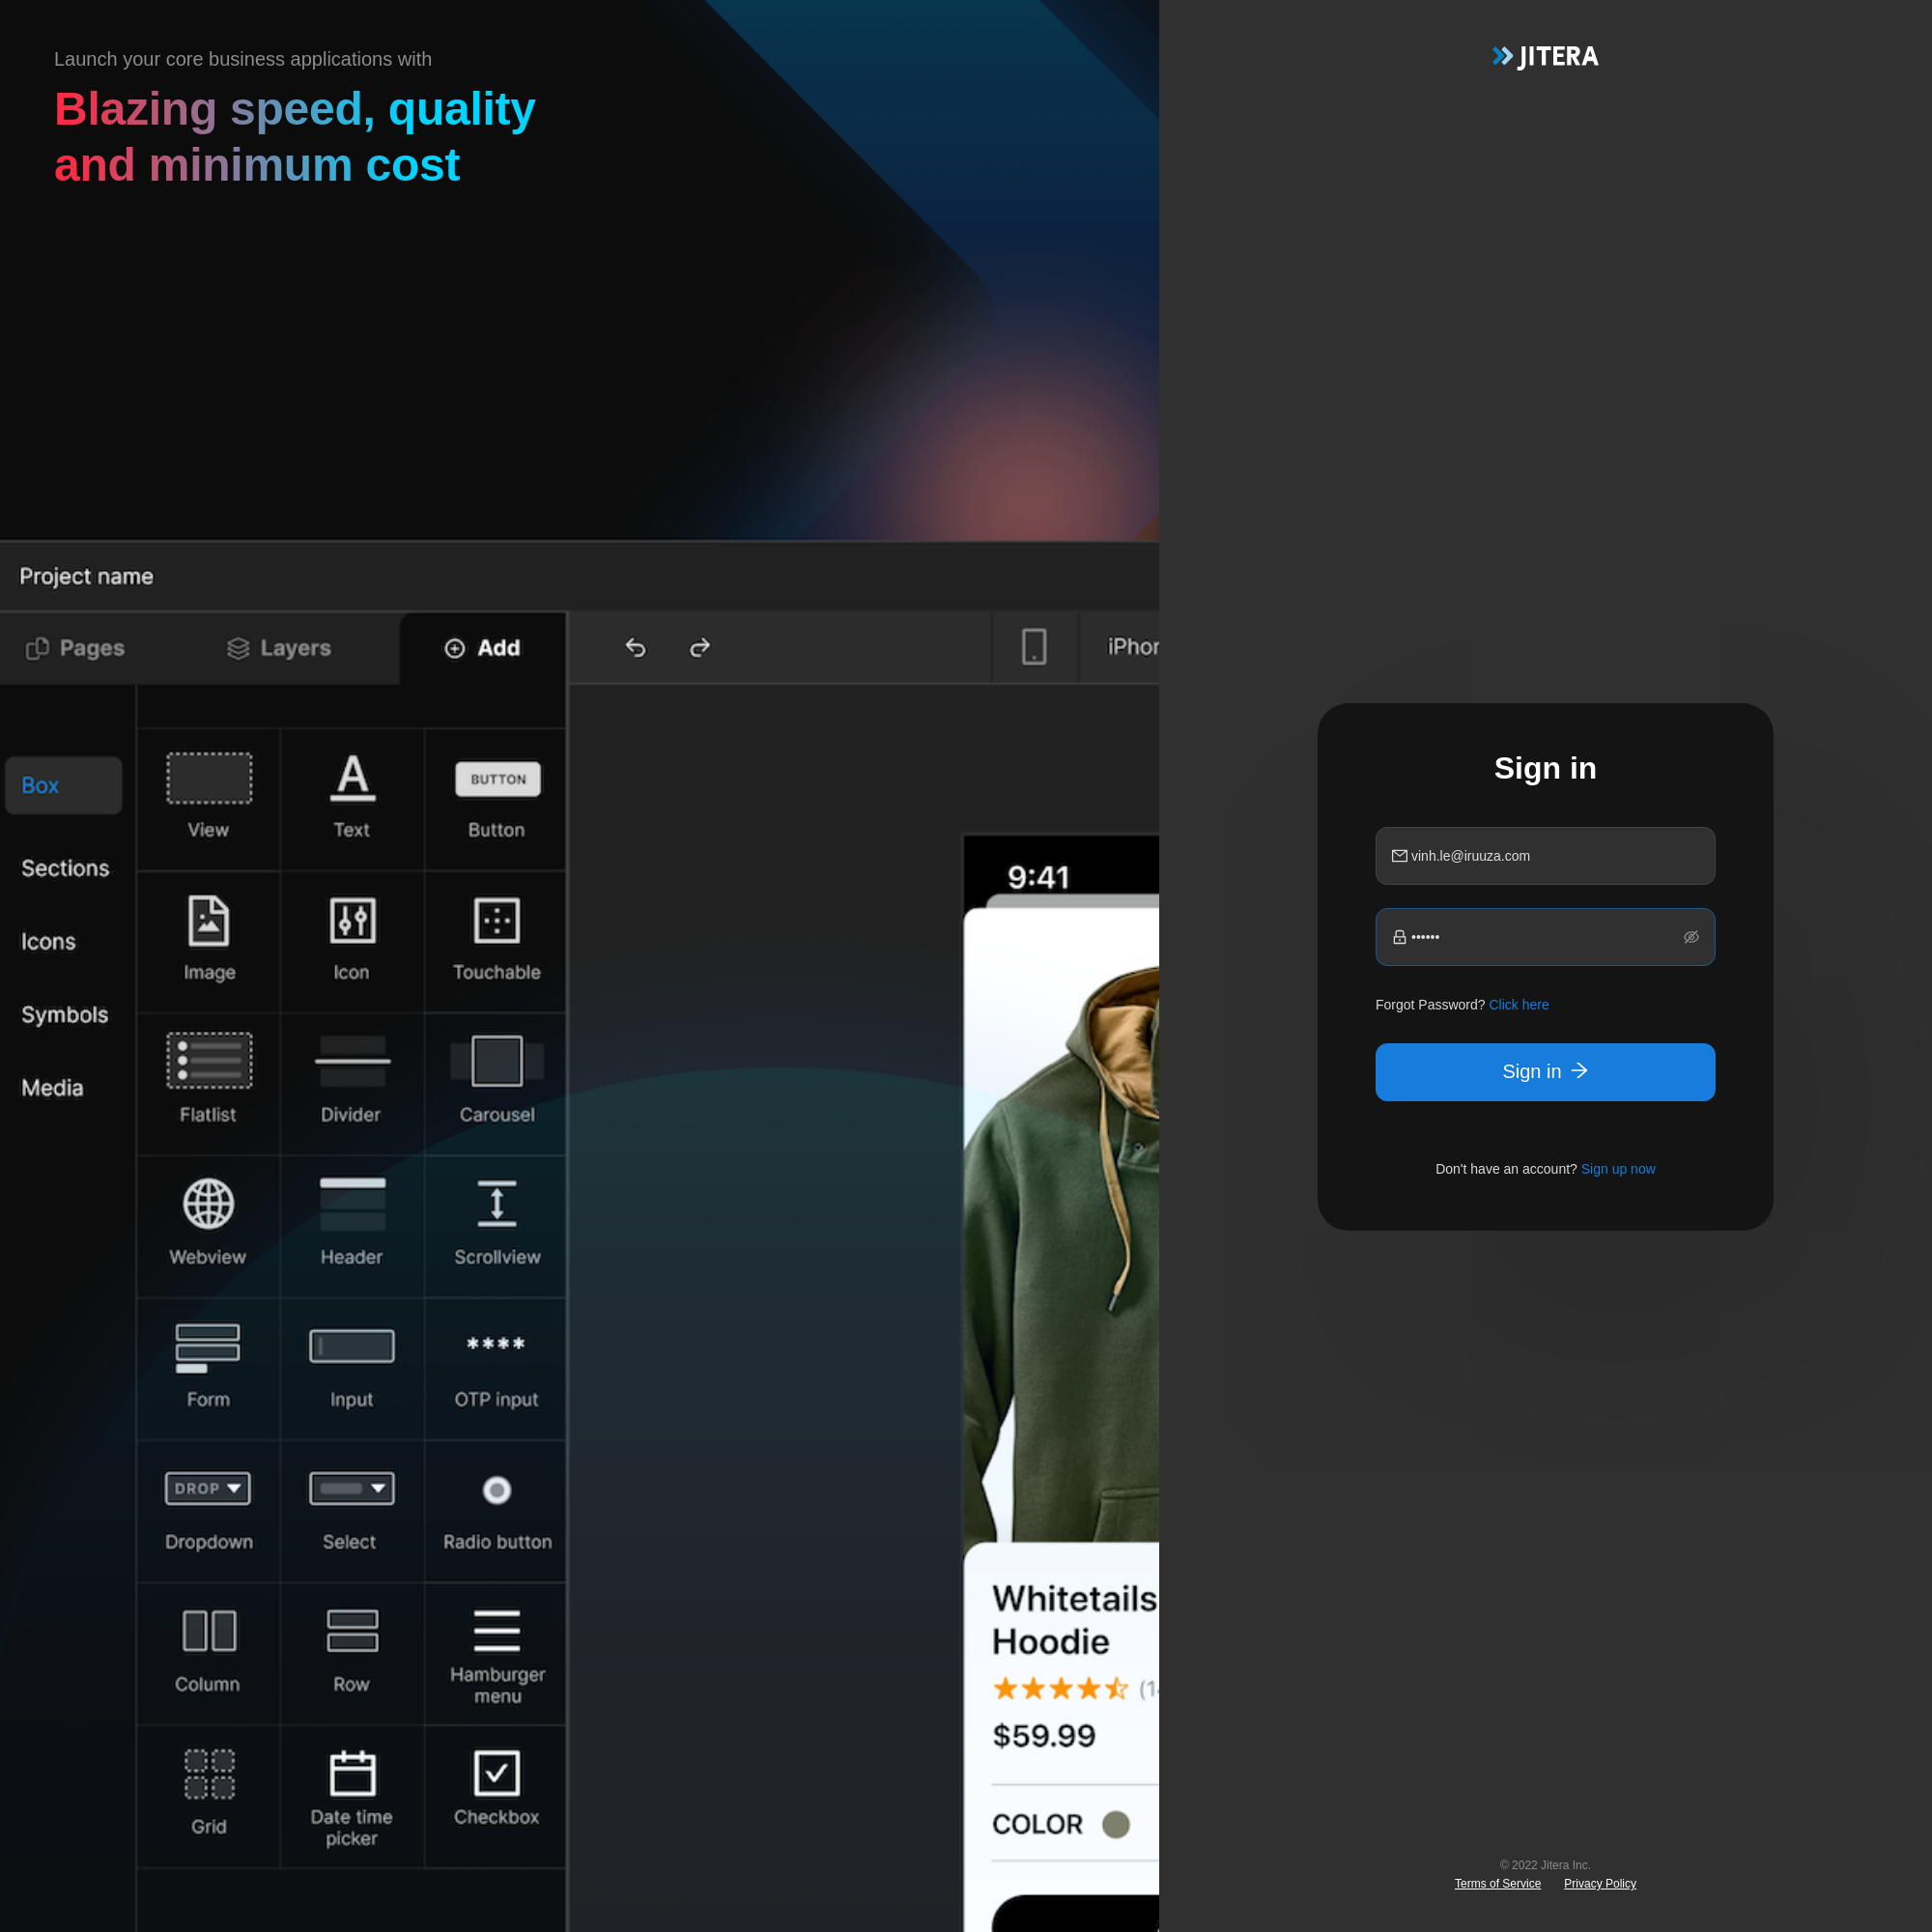 Launch your core business applications with
Blazing speed, quality
and minimum cost
Project name
Pages
Layers
Add
Box
Sections
Icons
Symbols
Media
View
Text
BUTTON
Button
Image
Icon
Touchable
Flatlist
Divider
Carousel
Webview
Header
Scrollview
Form
Input
****
OTP input
DROP
Dropdown
Select
Radio button
Column
Row
Hamburger
menu
Grid
Date time
picker
Checkbox
9:41
Whitetails
Hoodie
$59.99
COLOR
JITERA
Sign in
vinh.le@iruuza.com
••••••
Forgot Password? Click here
Sign in
Don't have an account? Sign up now
© 2022 Jitera Inc.
Terms of Service Privacy Policy